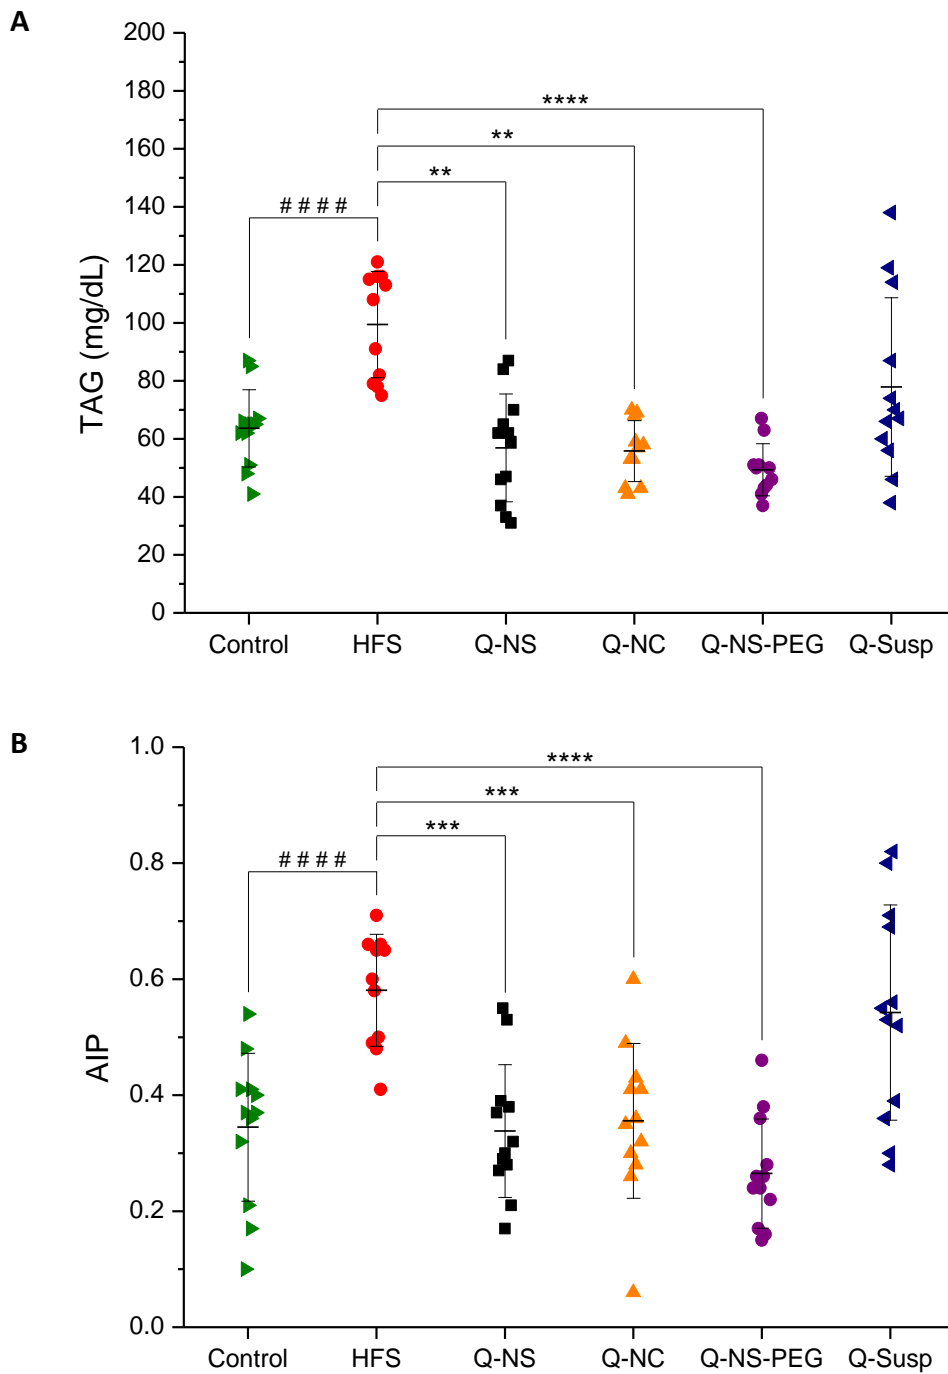 A
200
180
160
140
120
100
80
60
40
20
0
TAG (mg/dL)
****
**
**
# # # #
Control HFS Q-NS Q-NC Q-NS-PEG Q-Susp
B
1.0
0.8
0.6
0.4
0.2
0.0
AIP
****
***
***
# # # #
Control HFS Q-NS Q-NC Q-NS-PEG Q-Susp